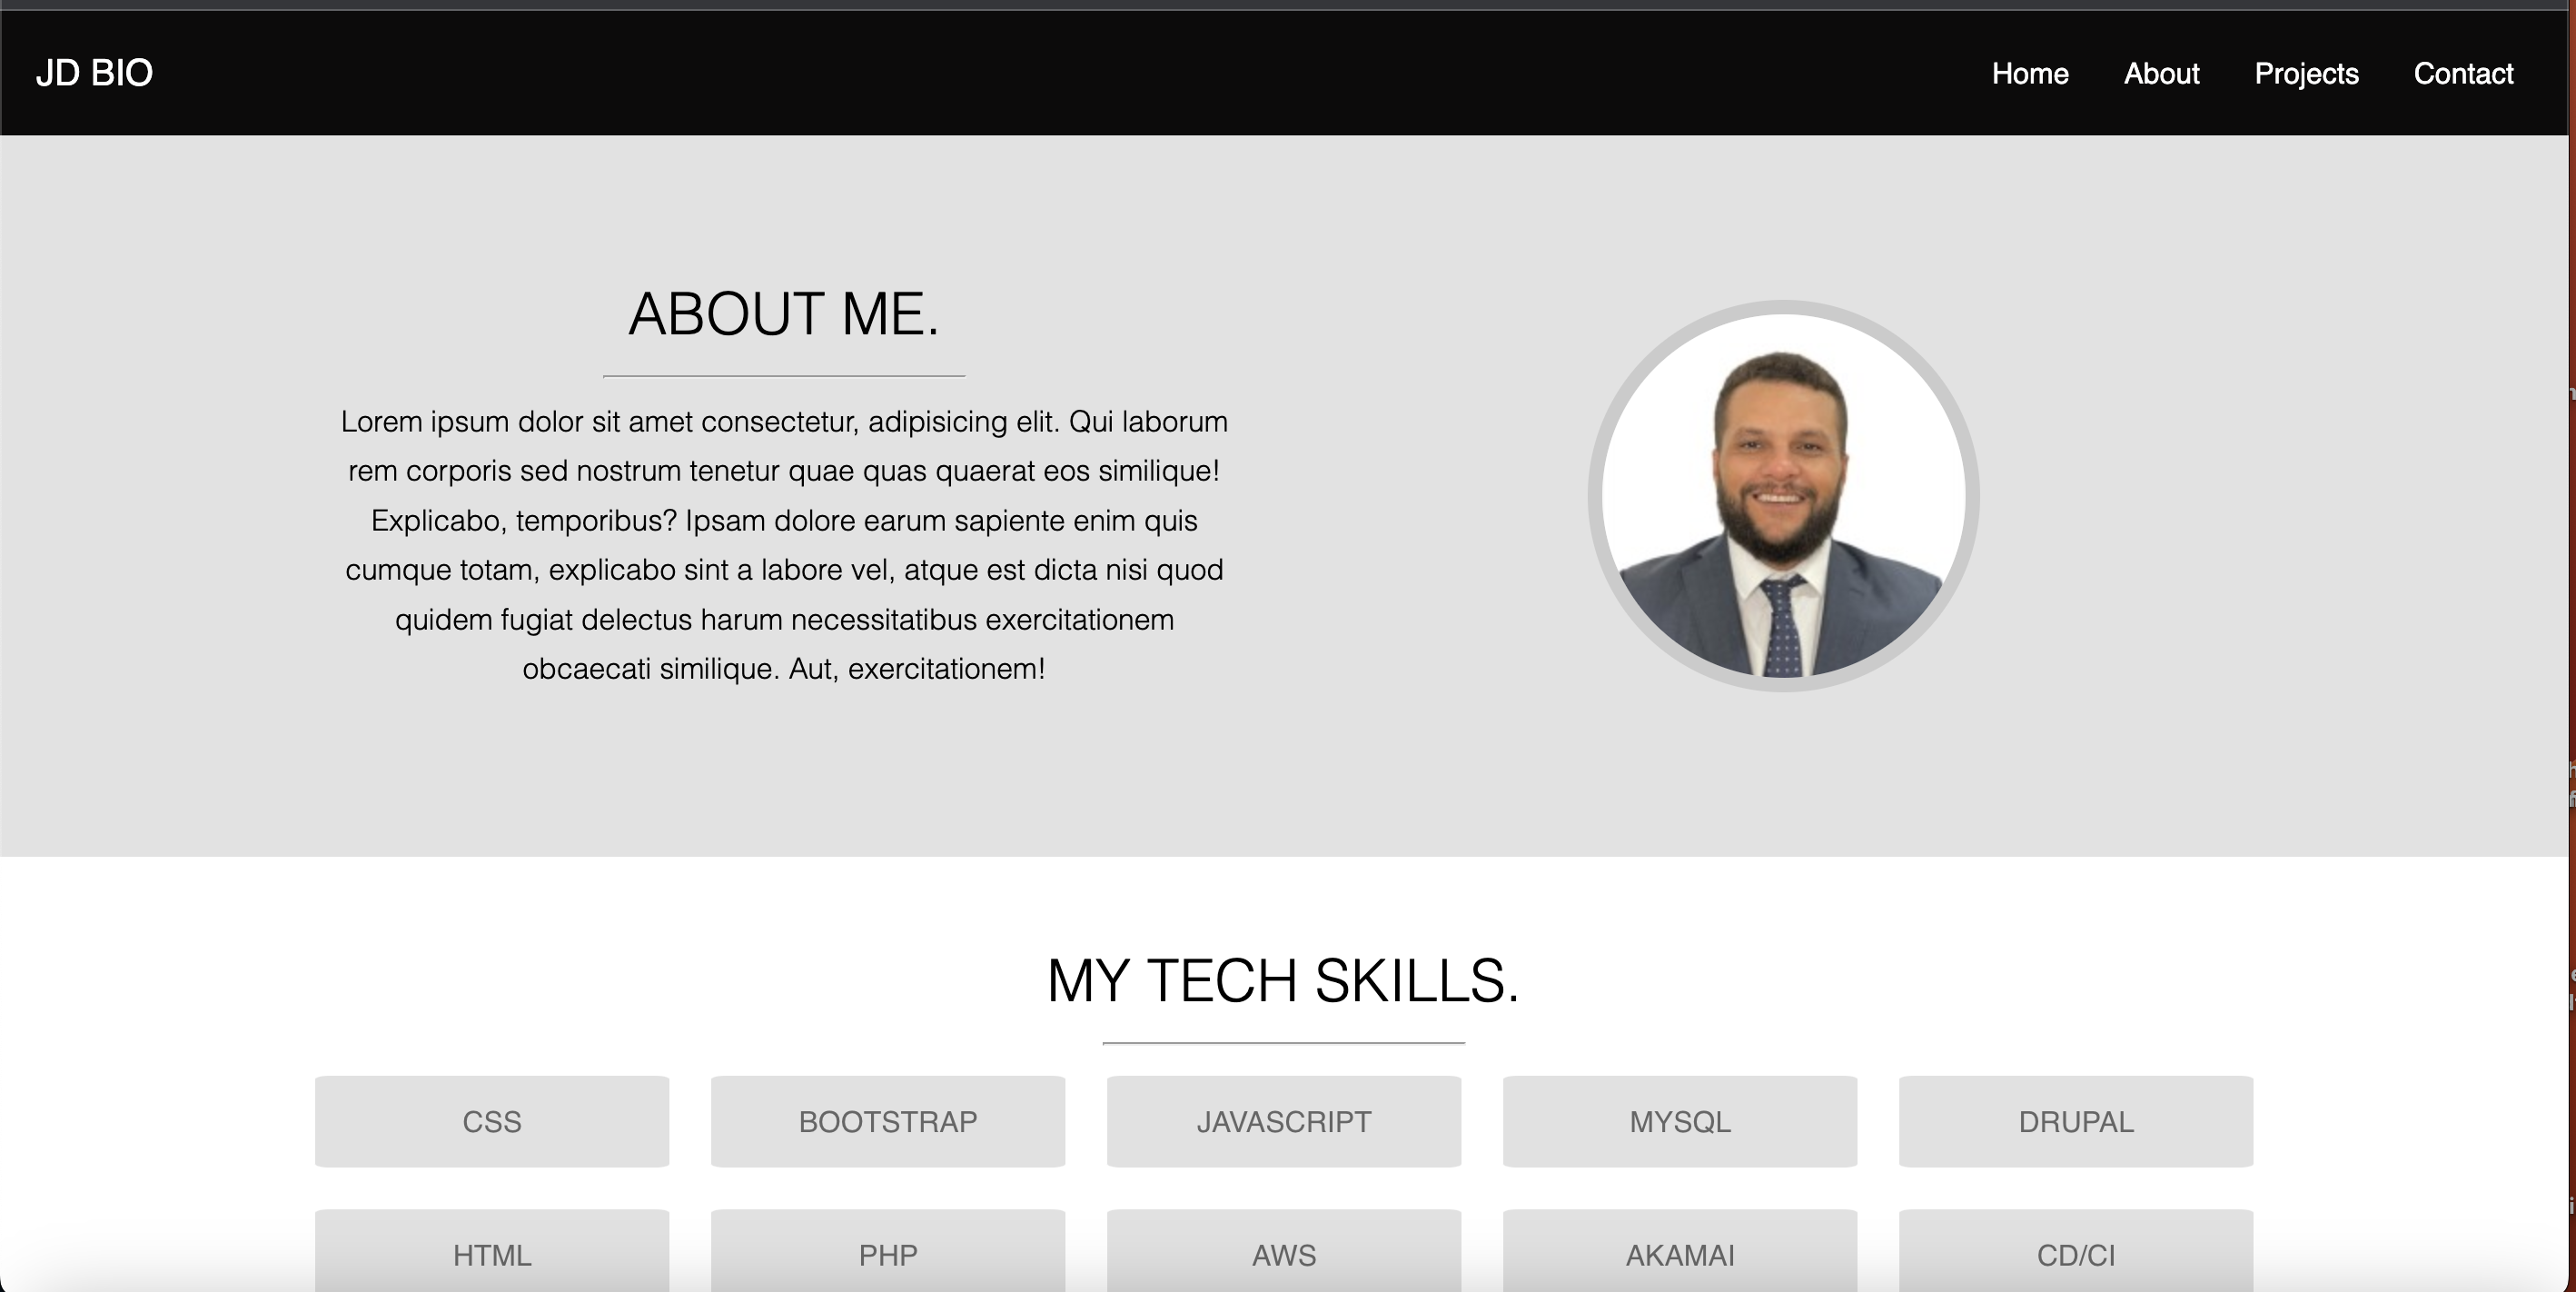 JD BIO
Home About Projects Contact
ABOUT ME.
Lorem ipsum dolor sit amet consectetur, adipisicing elit. Qui laborum
rem corporis sed nostrum tenetur quae quas quaerat eos similique!
Explicabo, temporibus? Ipsam dolore earum sapiente enim quis
cumque totam, explicabo sint a labore vel, atque est dicta nisi quod
quidem fugiat delectus harum necessitatibus exercitationem
obcaecati similique. Aut, exercitationem!
MY TECH SKILLS.
CSS BOOTSTRAP JAVASCRIPT MYSQL DRUPAL
HTML PHP AWS AKAMAI CD/CI